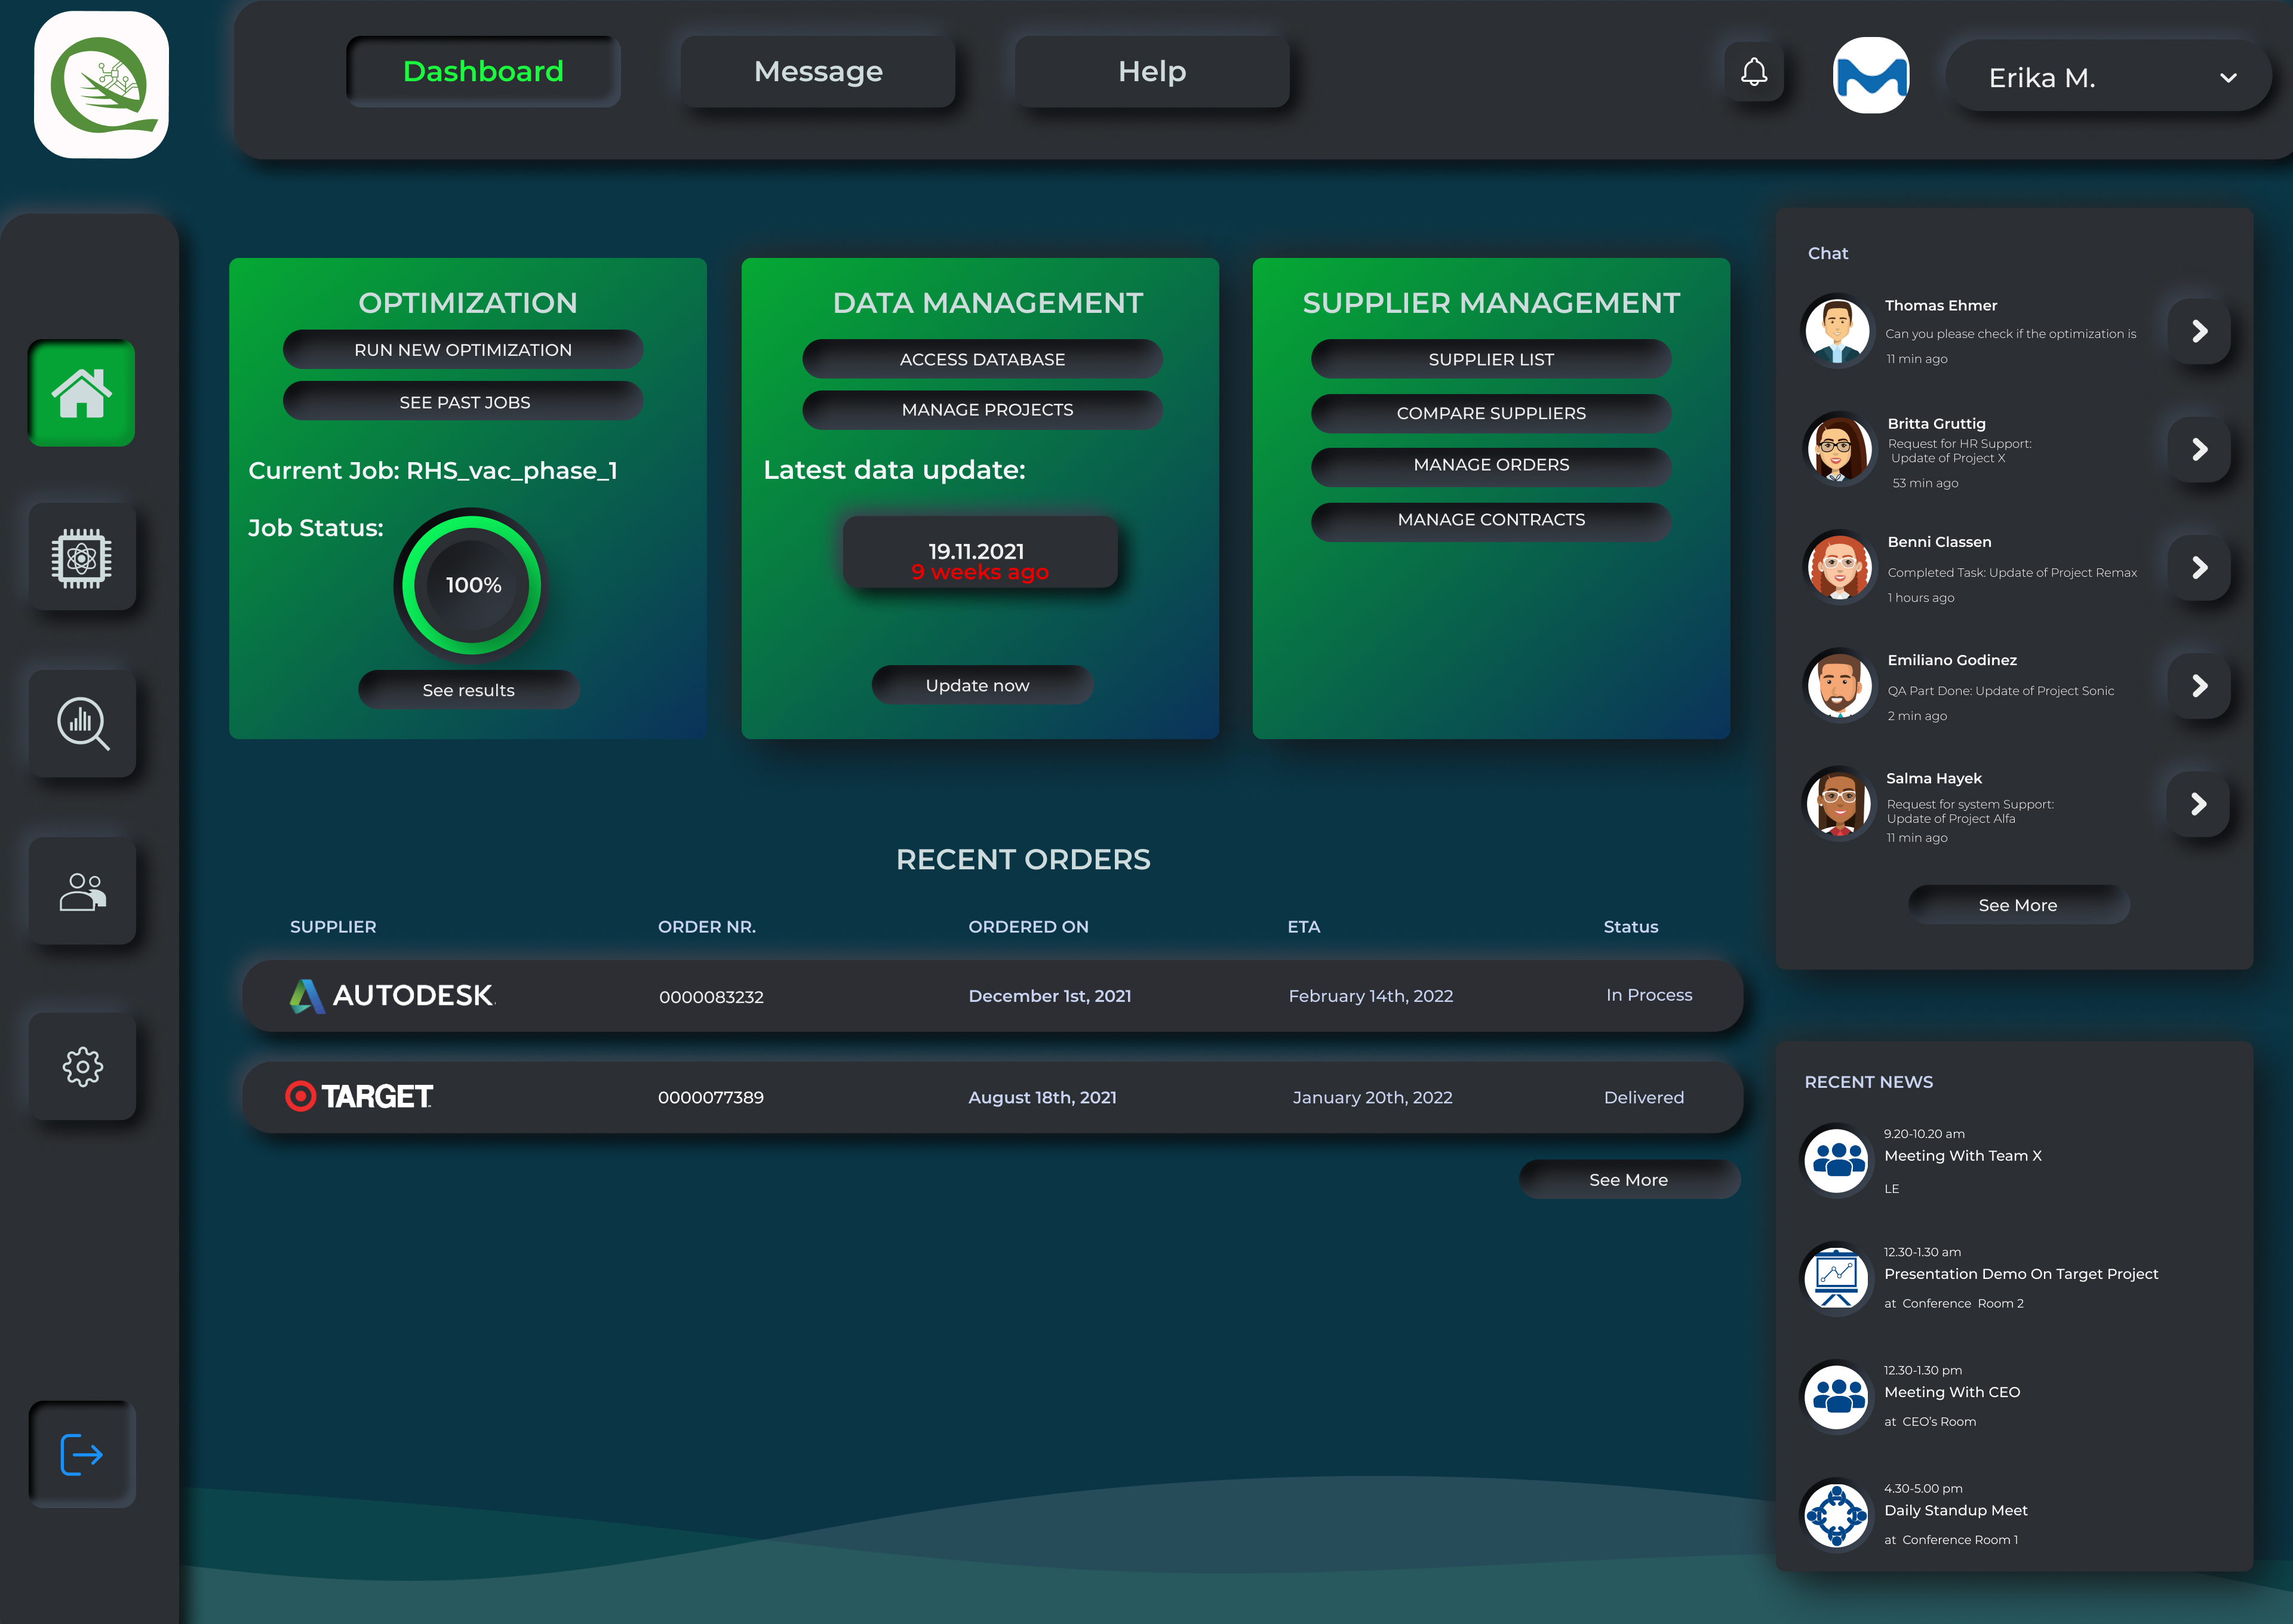 Dashboard
Message
Help
Erika M.
OPTIMIZATION
RUN NEW OPTIMIZATION
SEE PAST JOBS
Current Job: RHS_vac_phase_1
Job Status:
100%
See results
DATA MANAGEMENT
ACCESS DATABASE
MANAGE PROJECTS
Latest data update:
19.11.2021
9 weeks ago
Update now
SUPPLIER MANAGEMENT
SUPPLIER LIST
COMPARE SUPPLIERS
MANAGE ORDERS
MANAGE CONTRACTS
Chat
Thomas Ehmer
Can you please check if the optimization is
11 min ago
Britta Gruttig
Request for HR Support:
Update of Project X
53 min ago
Benni Classen
Completed Task: Update of Project Remax
1 hours ago
Emiliano Godinez
QA Part Done: Update of Project Sonic
2 min ago
Salma Hayek
Request for system Support:
Update of Project Alfa
11 min ago
See More
RECENT ORDERS
SUPPLIER ORDER NR. ORDERED ON ETA Status
AUTODESK. 0000083232 December 1st, 2021 February 14th, 2022 In Process
TARGET 0000077389 August 18th, 2021 January 20th, 2022 Delivered
See More
RECENT NEWS
9.20-10.20 am
Meeting With Team X
LE
12.30-1.30 am
Presentation Demo On Target Project
at Conference Room 2
12.30-1.30 pm
Meeting With CEO
at CEO's Room
4.30-5.00 pm
Daily Standup Meet
at Conference Room 1